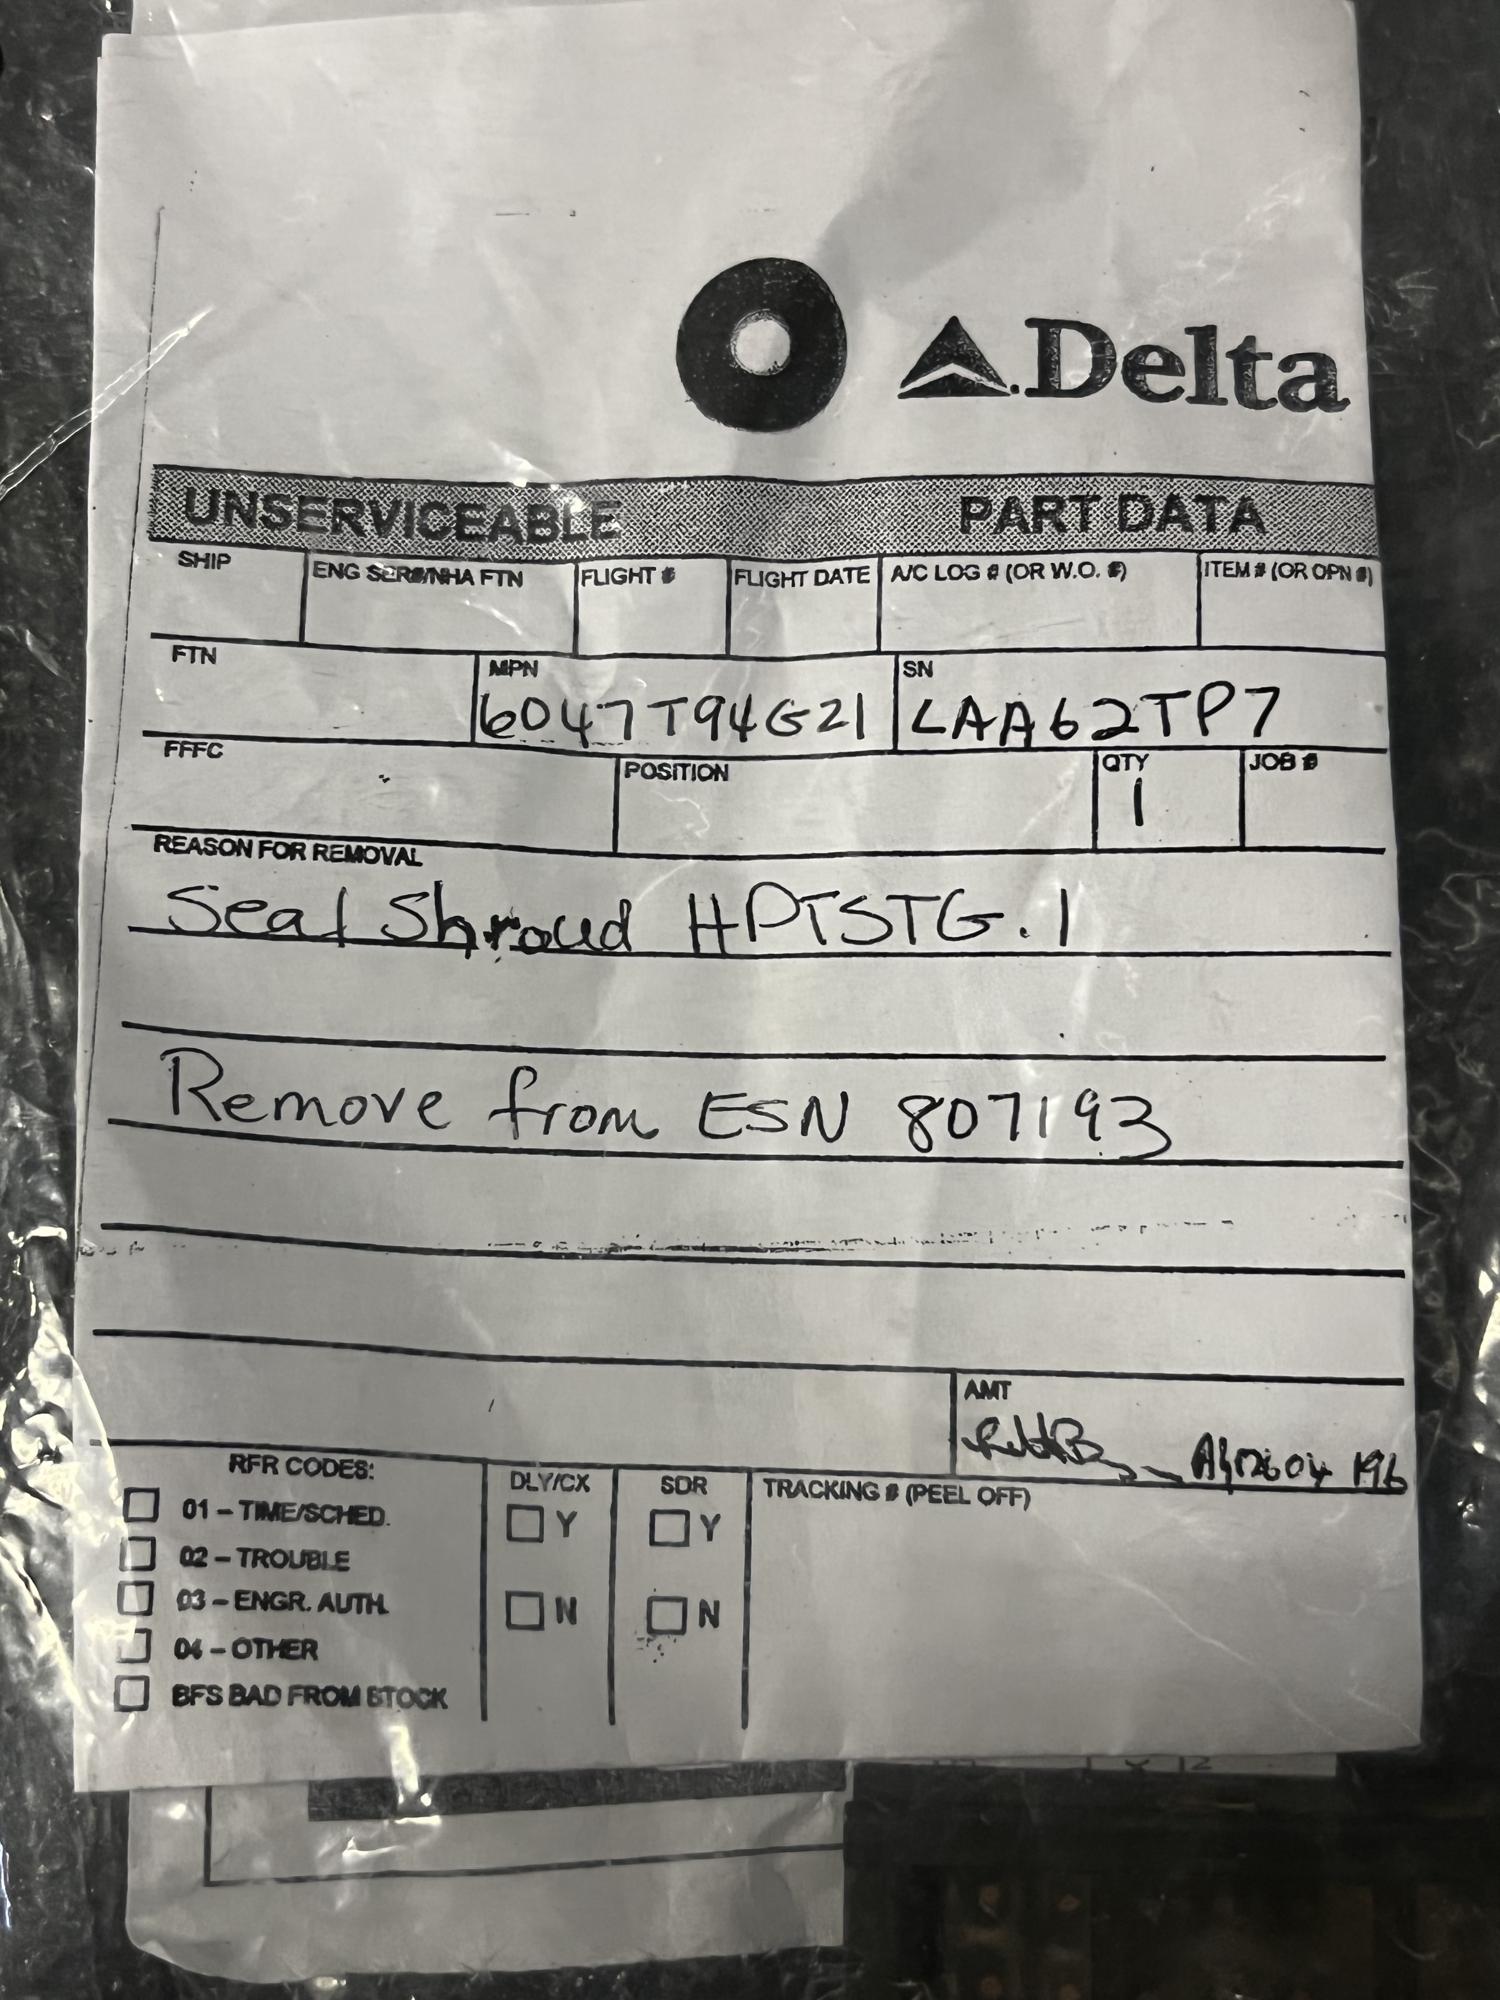 Delta
UNSERVICEABLE PART DATA
SHIP ENG SER#/NHA FTN FLIGHT # FLIGHT DATE A/C LOG # (OR W.O. #) ITEM # (OR OPN #)
FTN MPN SN
6047T94G21 LAA62TP7
FFFC POSITION QTY JOB #
1
REASON FOR REMOVAL
Seal Shroud HPTSTG.1
Remove from ESN 807193
AMT
196
RFR CODES: DLY/CX SDR TRACKING # (PEEL OFF)
01 - TIME/SCHED. Y Y
02 - TROUBLE
03 - ENGR. AUTH. N N
04 - OTHER
BFS BAD FROM STOCK